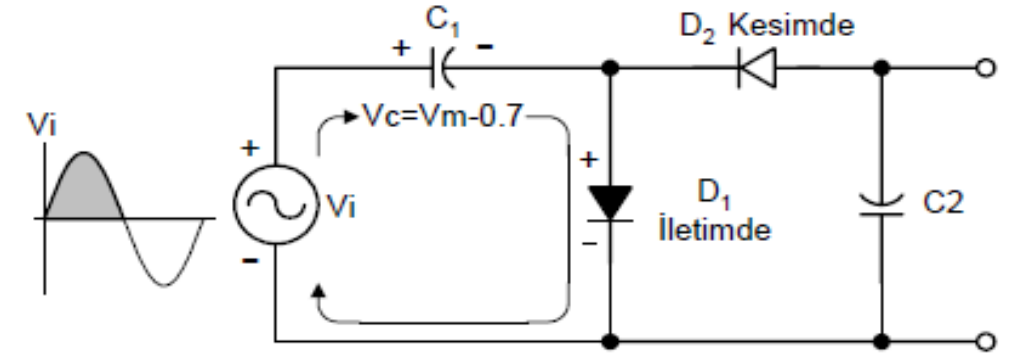 C₁
+ -
D₂ Kesimde
Vi
Vc=Vm-0.7
+
Vi
-
+
-
D₁
İletimde
C2